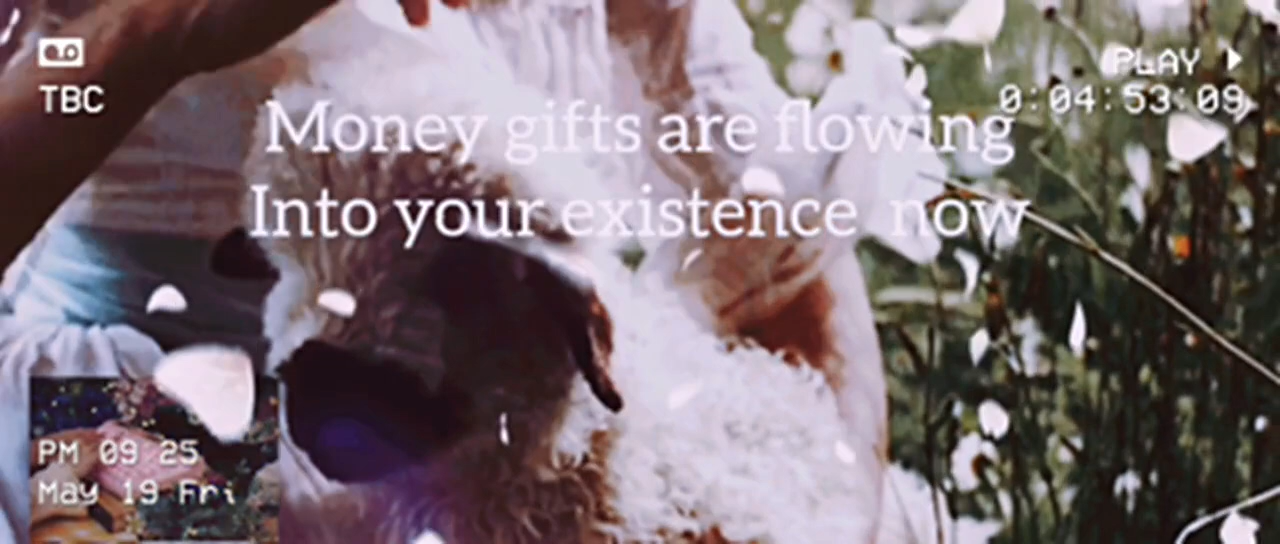 TBC
PLAY
0:04:53:09
Money gifts are flowing
Into your existence now
PM 09 25
May 19 Fri